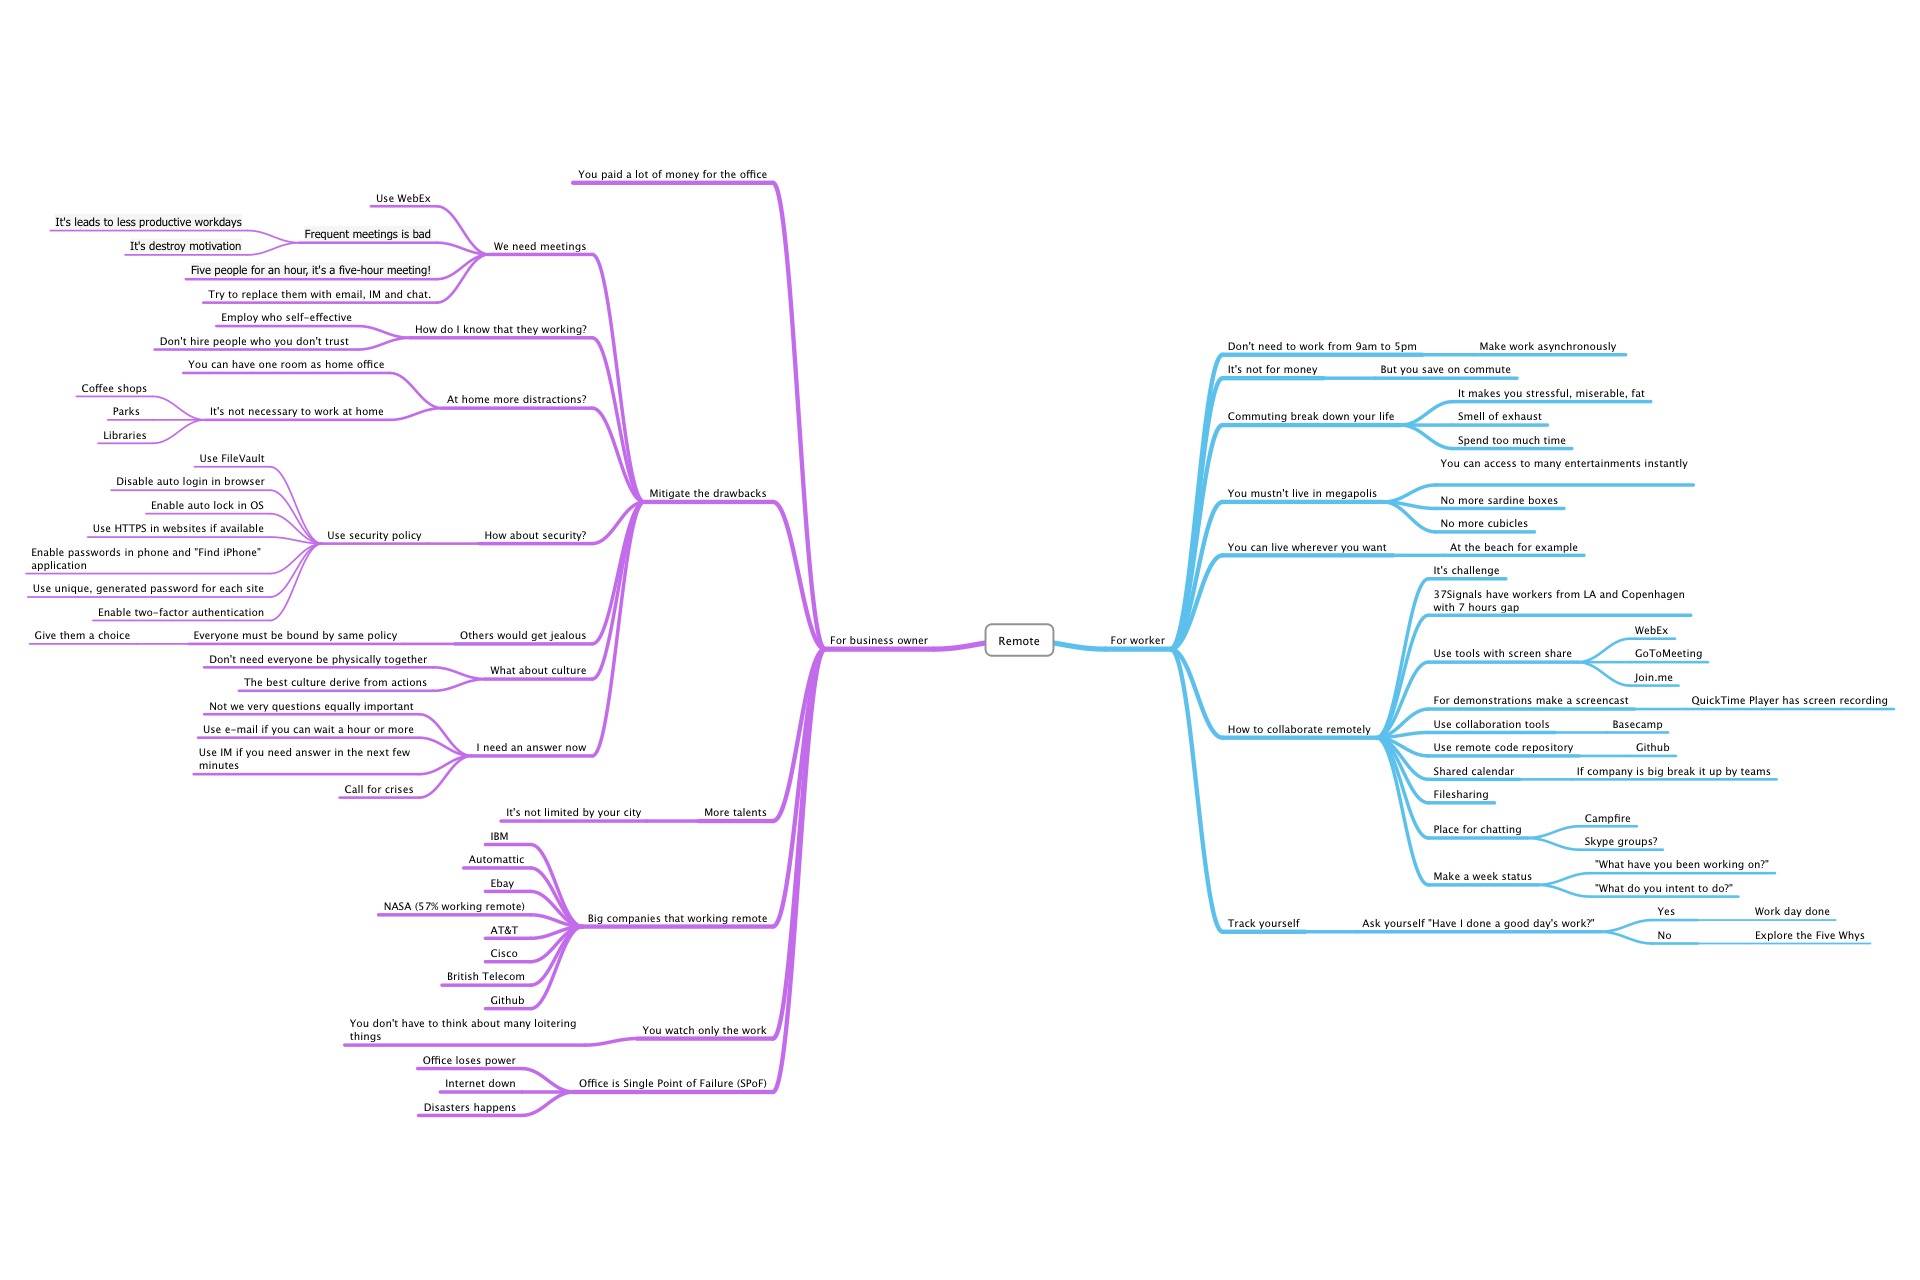 Remote
For business owner
You paid a lot of money for the office
Mitigate the drawbacks
We need meetings
Use WebEx
Frequent meetings is bad
It's leads to less productive workdays
It's destroy motivation
Five people for an hour, it's a five-hour meeting!
Try to replace them with email, IM and chat.
How do I know that they working?
Employ who self-effective
Don't hire people who you don't trust
At home more distractions?
You can have one room as home office
It's not necessary to work at home
Coffee shops
Parks
Libraries
How about security?
Use security policy
Use FileVault
Disable auto login in browser
Enable auto lock in OS
Use HTTPS in websites if available
Enable passwords in phone and "Find iPhone"
application
Use unique, generated password for each site
Enable two-factor authentication
Others would get jealous
Everyone must be bound by same policy
Give them a choice
What about culture
Don't need everyone be physically together
The best culture derive from actions
I need an answer now
Not we very questions equally important
Use e-mail if you can wait a hour or more
Use IM if you need answer in the next few
minutes
Call for crises
More talents
It's not limited by your city
Big companies that working remote
IBM
Automattic
Ebay
NASA (57% working remote)
AT&T
Cisco
British Telecom
Github
You watch only the work
You don't have to think about many loitering
things
Office is Single Point of Failure (SPoF)
Office loses power
Internet down
Disasters happens
For worker
Don't need to work from 9am to 5pm
Make work asynchronously
It's not for money
But you save on commute
Commuting break down your life
It makes you stressful, miserable, fat
Smell of exhaust
Spend too much time
You mustn't live in megapolis
You can access to many entertainments instantly
No more sardine boxes
No more cubicles
You can live wherever you want
At the beach for example
How to collaborate remotely
It's challenge
37Signals have workers from LA and Copenhagen
with 7 hours gap
Use tools with screen share
WebEx
GoToMeeting
Join.me
For demonstrations make a screencast
QuickTime Player has screen recording
Use collaboration tools
Basecamp
Use remote code repository
Github
Shared calendar
If company is big break it up by teams
Filesharing
Place for chatting
Campfire
Skype groups?
Make a week status
"What have you been working on?"
"What do you intent to do?"
Track yourself
Ask yourself "Have I done a good day's work?"
Yes
Work day done
No
Explore the Five Whys